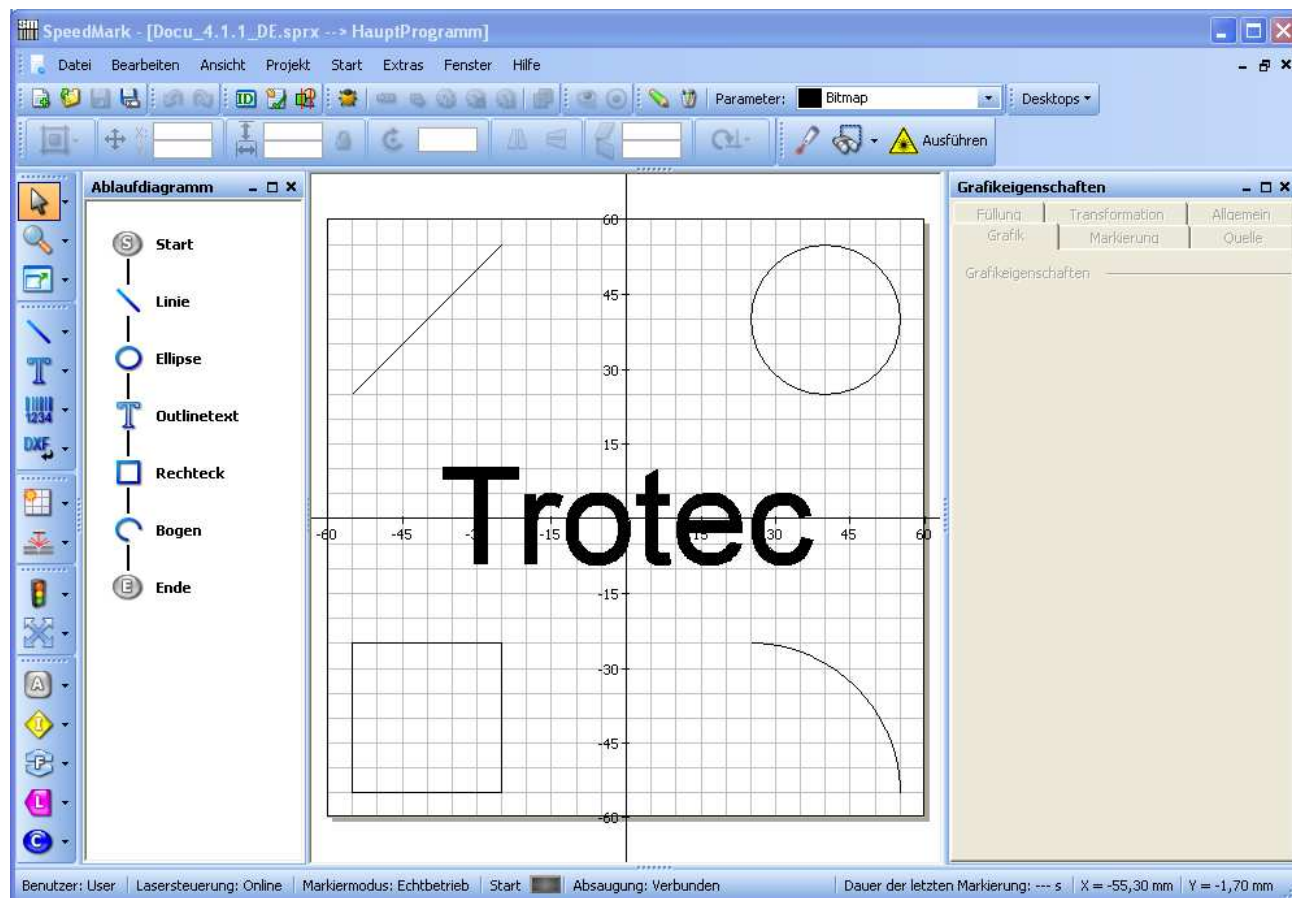 SpeedMark - [Docu_4.1.1_DE.sprx --> HauptProgramm]
Datei Bearbeiten Ansicht Projekt Start Extras Fenster Hilfe
ID Parameter: Bitmap Desktops
X: Ausführen
Ablaufdiagramm
Grafikeigenschaften
Füllung Transformation Allgemein
Grafik Markierung Quelle
Grafikeigenschaften
S Start
Linie
Ellipse
Outlinetext
Rechteck
Bogen
E Ende
T
1234
DXF
A
I
F
L
C
60
45
30
15
Trotec
-60 -45 -15 15 30 45 60
-15
-30
-45
-60
Benutzer: User Lasersteuerung: Online Markiermodus: Echtbetrieb Start Absaugung: Verbunden Dauer der letzten Markierung: --- s X = -55,30 mm Y = -1,70 mm